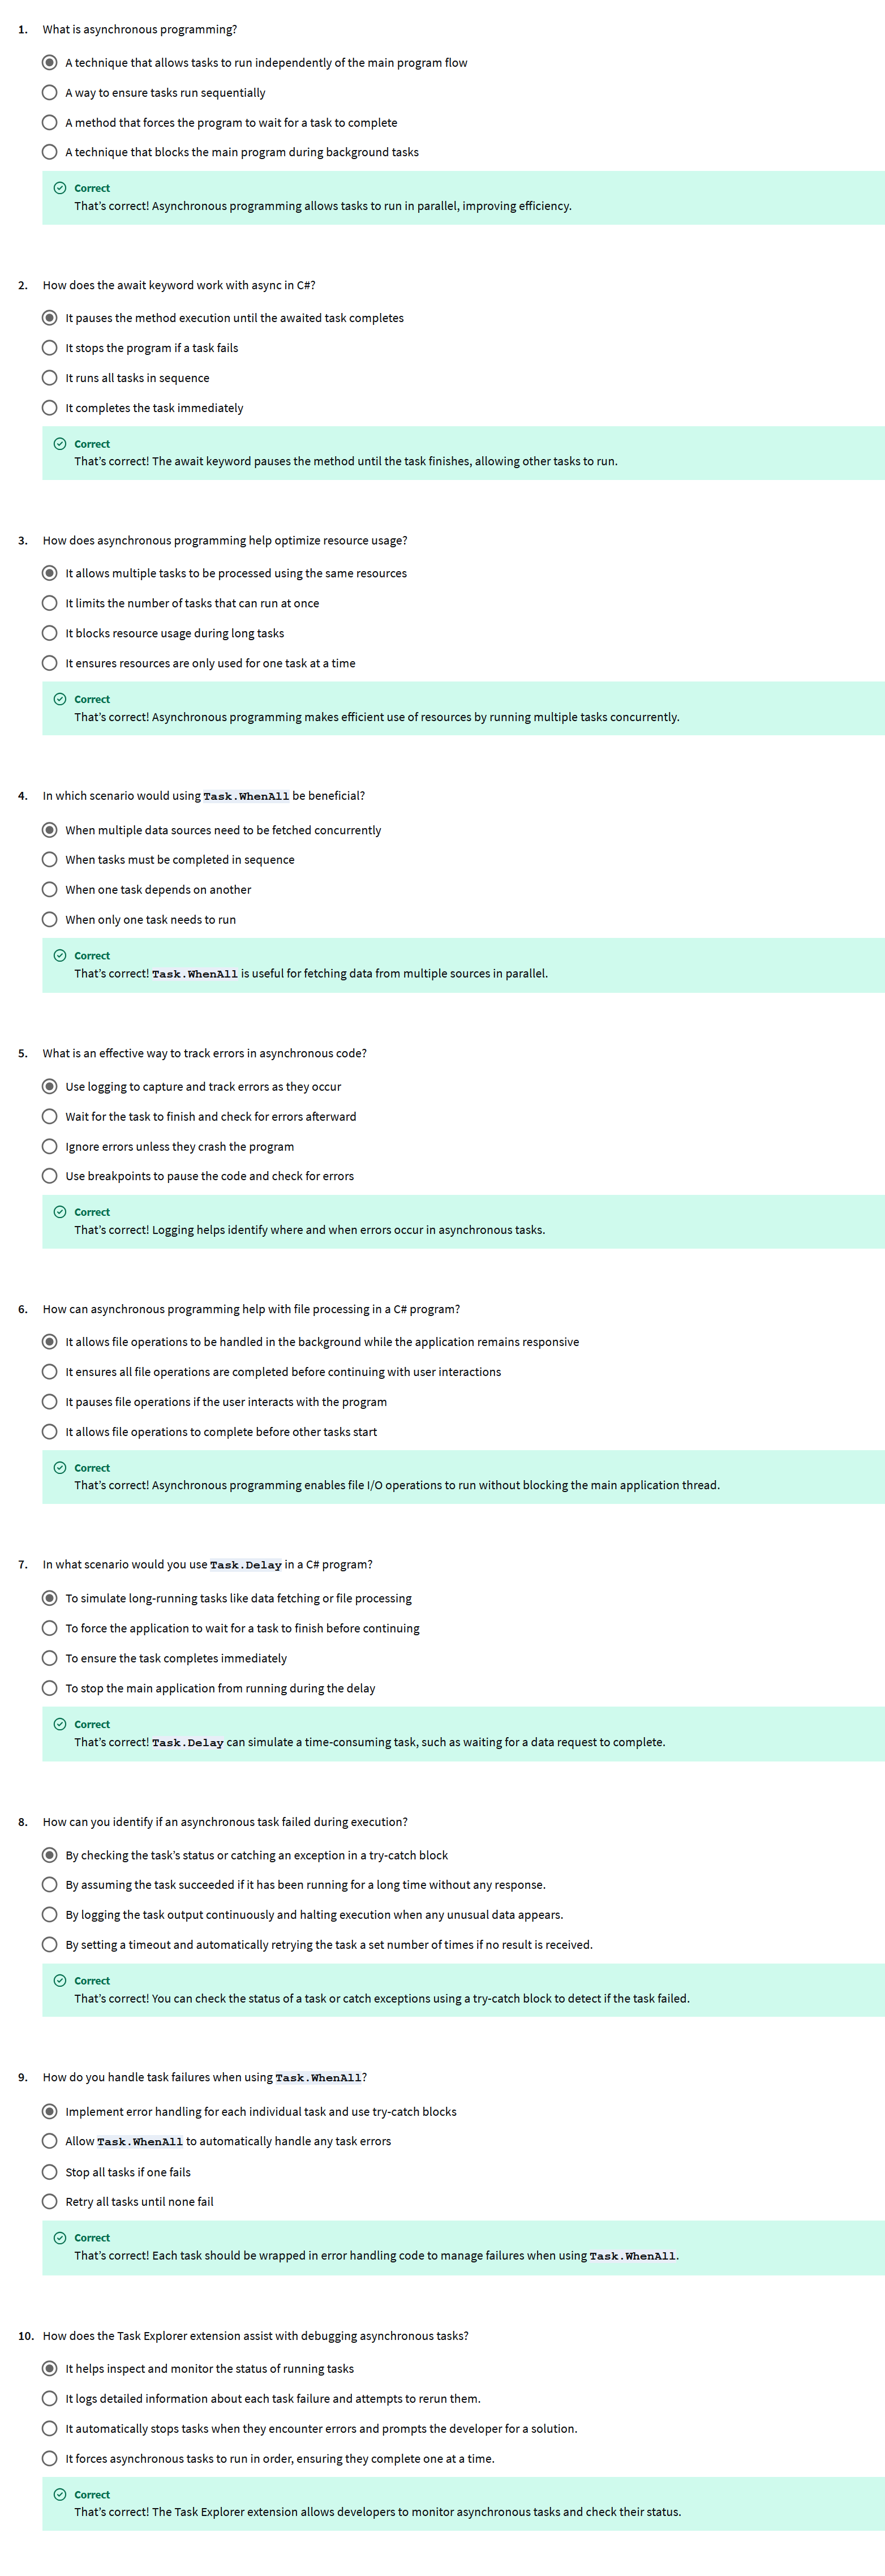 1. What is asynchronous programming?
A technique that allows tasks to run independently of the main program flow
A way to ensure tasks run sequentially
A method that forces the program to wait for a task to complete
A technique that blocks the main program during background tasks
Correct
That's correct! Asynchronous programming allows tasks to run in parallel, improving efficiency.
2. How does the await keyword work with async in C#?
It pauses the method execution until the awaited task completes
It stops the program if a task fails
It runs all tasks in sequence
It completes the task immediately
Correct
That's correct! The await keyword pauses the method until the task finishes, allowing other tasks to run.
3. How does asynchronous programming help optimize resource usage?
It allows multiple tasks to be processed using the same resources
It limits the number of tasks that can run at once
It blocks resource usage during long tasks
It ensures resources are only used for one task at a time
Correct
That's correct! Asynchronous programming makes efficient use of resources by running multiple tasks concurrently.
4. In which scenario would using Task.WhenAll be beneficial?
When multiple data sources need to be fetched concurrently
When tasks must be completed in sequence
When one task depends on another
When only one task needs to run
Correct
That's correct! Task.WhenAll is useful for fetching data from multiple sources in parallel.
5. What is an effective way to track errors in asynchronous code?
Use logging to capture and track errors as they occur
Wait for the task to finish and check for errors afterward
Ignore errors unless they crash the program
Use breakpoints to pause the code and check for errors
Correct
That's correct! Logging helps identify where and when errors occur in asynchronous tasks.
6. How can asynchronous programming help with file processing in a C# program?
It allows file operations to be handled in the background while the application remains responsive
It ensures all file operations are completed before continuing with user interactions
It pauses file operations if the user interacts with the program
It allows file operations to complete before other tasks start
Correct
That's correct! Asynchronous programming enables file I/O operations to run without blocking the main application thread.
7. In what scenario would you use Task.Delay in a C# program?
To simulate long-running tasks like data fetching or file processing
To force the application to wait for a task to finish before continuing
To ensure the task completes immediately
To stop the main application from running during the delay
Correct
That's correct! Task.Delay can simulate a time-consuming task, such as waiting for a data request to complete.
8. How can you identify if an asynchronous task failed during execution?
By checking the task's status or catching an exception in a try-catch block
By assuming the task succeeded if it has been running for a long time without any response.
By logging the task output continuously and halting execution when any unusual data appears.
By setting a timeout and automatically retrying the task a set number of times if no result is received.
Correct
That's correct! You can check the status of a task or catch exceptions using a try-catch block to detect if the task failed.
9. How do you handle task failures when using Task.WhenAll?
Implement error handling for each individual task and use try-catch blocks
Allow Task.WhenAll to automatically handle any task errors
Stop all tasks if one fails
Retry all tasks until none fail
Correct
That's correct! Each task should be wrapped in error handling code to manage failures when using Task.WhenAll.
10. How does the Task Explorer extension assist with debugging asynchronous tasks?
It helps inspect and monitor the status of running tasks
It logs detailed information about each task failure and attempts to rerun them.
It automatically stops tasks when they encounter errors and prompts the developer for a solution.
It forces asynchronous tasks to run in order, ensuring they complete one at a time.
Correct
That's correct! The Task Explorer extension allows developers to monitor asynchronous tasks and check their status.